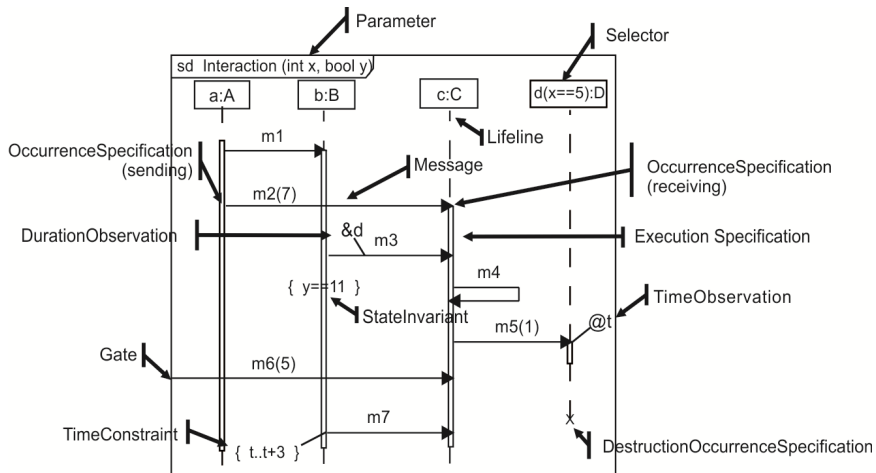 Parameter
Selector
sd Interaction (int x, bool y)
a:A
b:B
c:C
d(x==5):D
Lifeline
m1
OccurrenceSpecification
(sending)
Message
OccurrenceSpecification
(receiving)
m2(7)
DurationObservation
&d
m3
Execution Specification
m4
{ y==11 }
StateInvariant
TimeObservation
m5(1)
@t
Gate
m6(5)
m7
TimeConstraint
{ t..t+3 }
x
DestructionOccurrenceSpecification